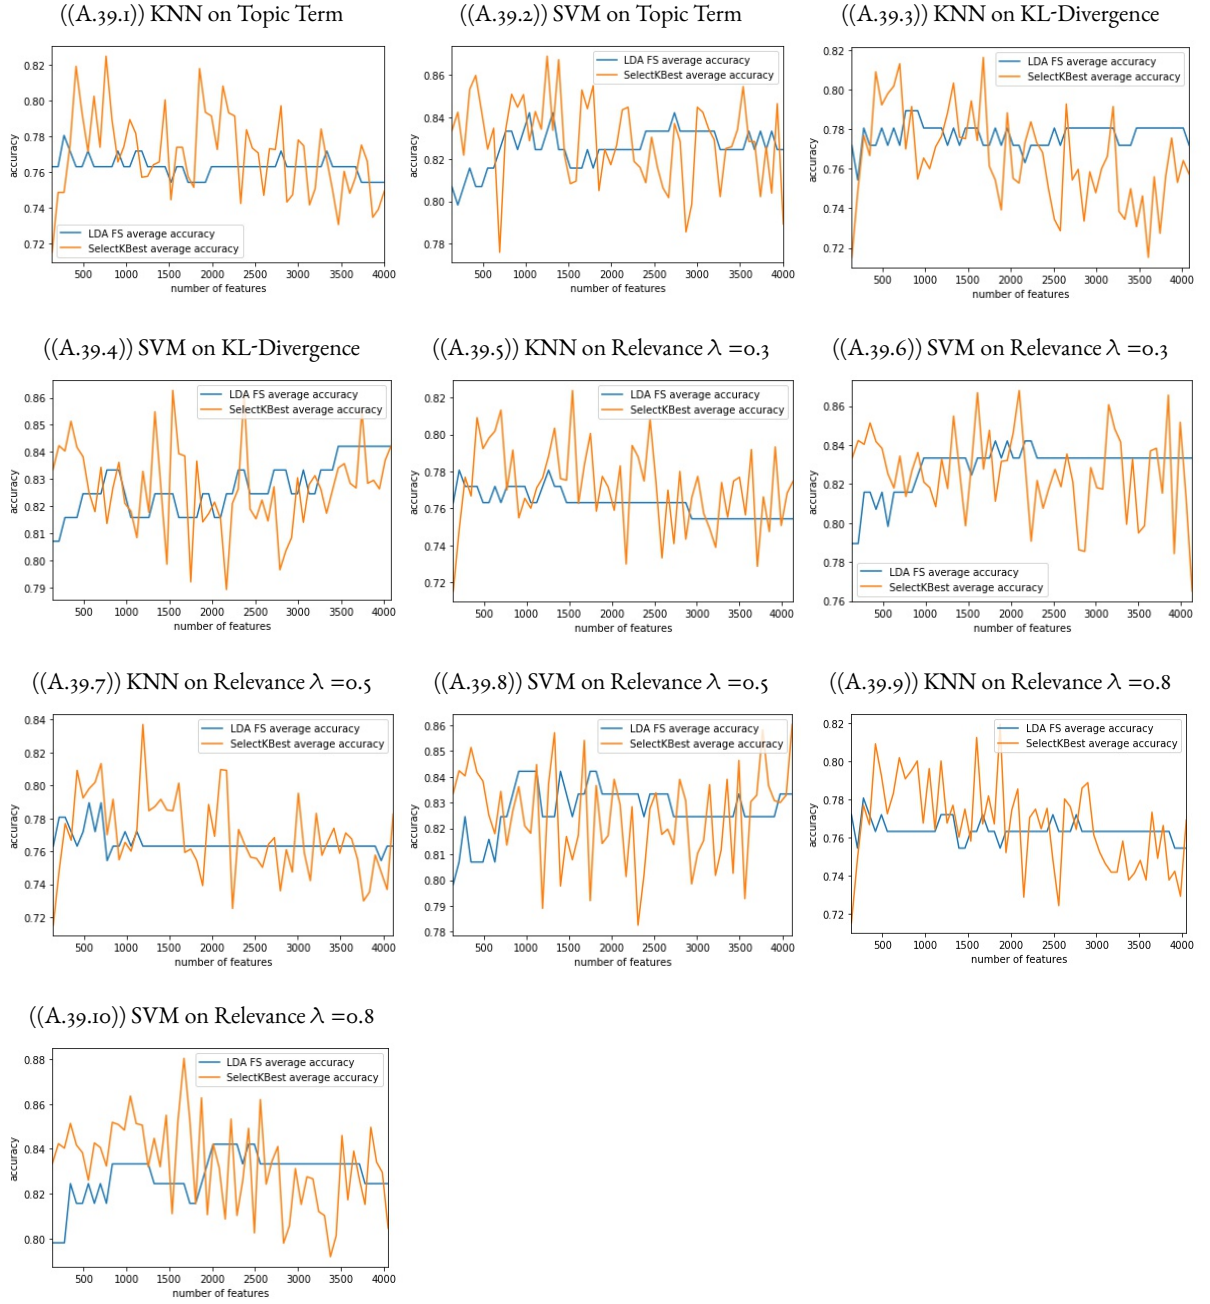 ((A.39.1)) KNN on Topic Term
((A.39.2)) SVM on Topic Term
((A.39.3)) KNN on KL-Divergence
0.82
0.80
0.78
0.76
0.74
0.72
accuracy
LDA FS average accuracy
SelectKBest average accuracy
500 1000 1500 2000 2500 3000 3500 4000
number of features
0.86
0.84
0.82
0.80
0.78
accuracy
LDA FS average accuracy
SelectKBest average accuracy
500 1000 1500 2000 2500 3000 3500 4000
number of features
0.82
0.80
0.78
0.76
0.74
0.72
accuracy
LDA FS average accuracy
SelectKBest average accuracy
500 1000 1500 2000 2500 3000 3500 4000
number of features
((A.39.4)) SVM on KL-Divergence
((A.39.5)) KNN on Relevance λ =0.3
((A.39.6)) SVM on Relevance λ =0.3
0.86
0.85
0.84
0.83
0.82
0.81
0.80
0.79
accuracy
LDA FS average accuracy
SelectKBest average accuracy
500 1000 1500 2000 2500 3000 3500 4000
number of features
0.82
0.80
0.78
0.76
0.74
0.72
accuracy
LDA FS average accuracy
SelectKBest average accuracy
500 1000 1500 2000 2500 3000 3500 4000
number of features
0.86
0.84
0.82
0.80
0.78
0.76
accuracy
LDA FS average accuracy
SelectKBest average accuracy
500 1000 1500 2000 2500 3000 3500 4000
number of features
((A.39.7)) KNN on Relevance λ =0.5
((A.39.8)) SVM on Relevance λ =0.5
((A.39.9)) KNN on Relevance λ =0.8
0.84
0.82
0.80
0.78
0.76
0.74
0.72
accuracy
LDA FS average accuracy
SelectKBest average accuracy
500 1000 1500 2000 2500 3000 3500 4000
number of features
0.86
0.85
0.84
0.83
0.82
0.81
0.80
0.79
0.78
accuracy
LDA FS average accuracy
SelectKBest average accuracy
500 1000 1500 2000 2500 3000 3500 4000
number of features
0.82
0.80
0.78
0.76
0.74
0.72
accuracy
LDA FS average accuracy
SelectKBest average accuracy
500 1000 1500 2000 2500 3000 3500 4000
number of features
((A.39.10)) SVM on Relevance λ =0.8
0.88
0.86
0.84
0.82
0.80
accuracy
LDA FS average accuracy
SelectKBest average accuracy
500 1000 1500 2000 2500 3000 3500 4000
number of features